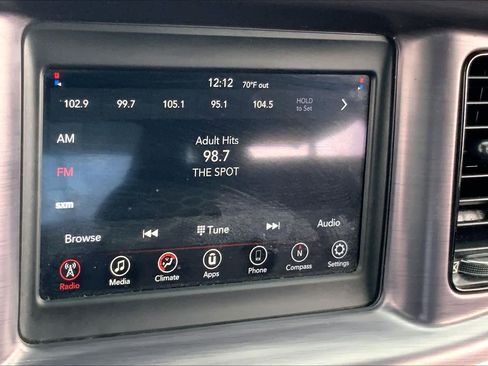 12:12 70°F out
102.9 99.7 105.1 95.1 104.5 HOLD to Set
AM
Adult Hits
98.7
FM
THE SPOT
sxm
Browse Tune Audio
Radio Media Climate Apps Phone Compass Settings
N